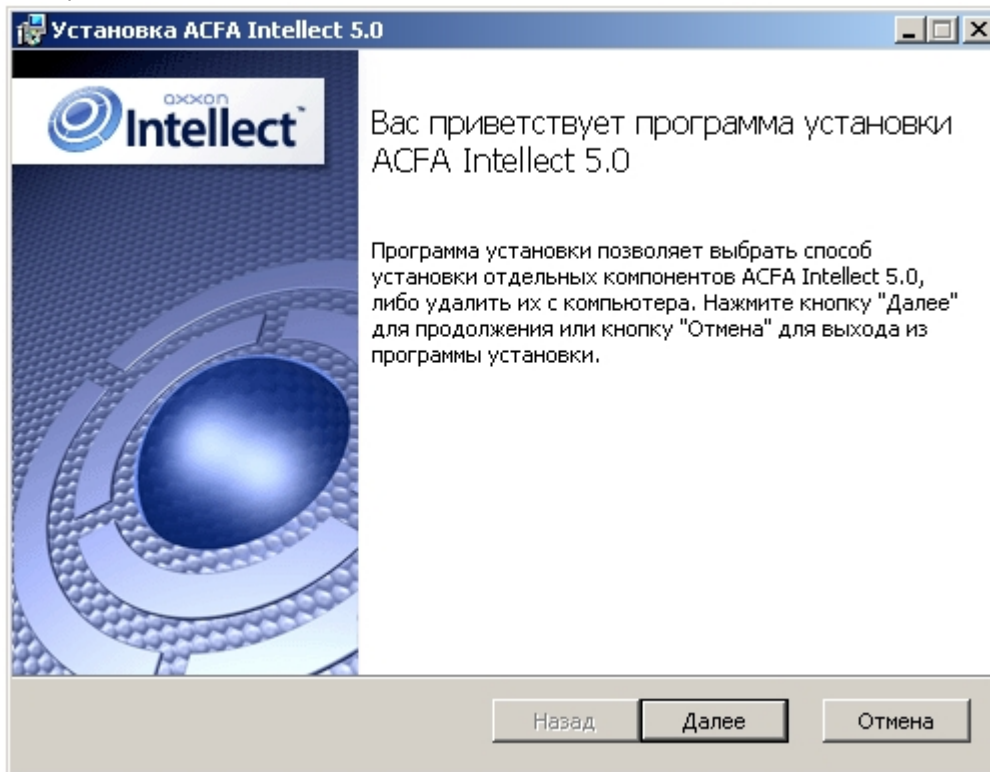 Установка ACFA Intellect 5.0
axxon
Intellect™
Вас приветствует программа установки
ACFA Intellect 5.0
Программа установки позволяет выбрать способ
установки отдельных компонентов ACFA Intellect 5.0,
либо удалить их с компьютера. Нажмите кнопку "Далее"
для продолжения или кнопку "Отмена" для выхода из
программы установки.
Назад
Далее
Отмена